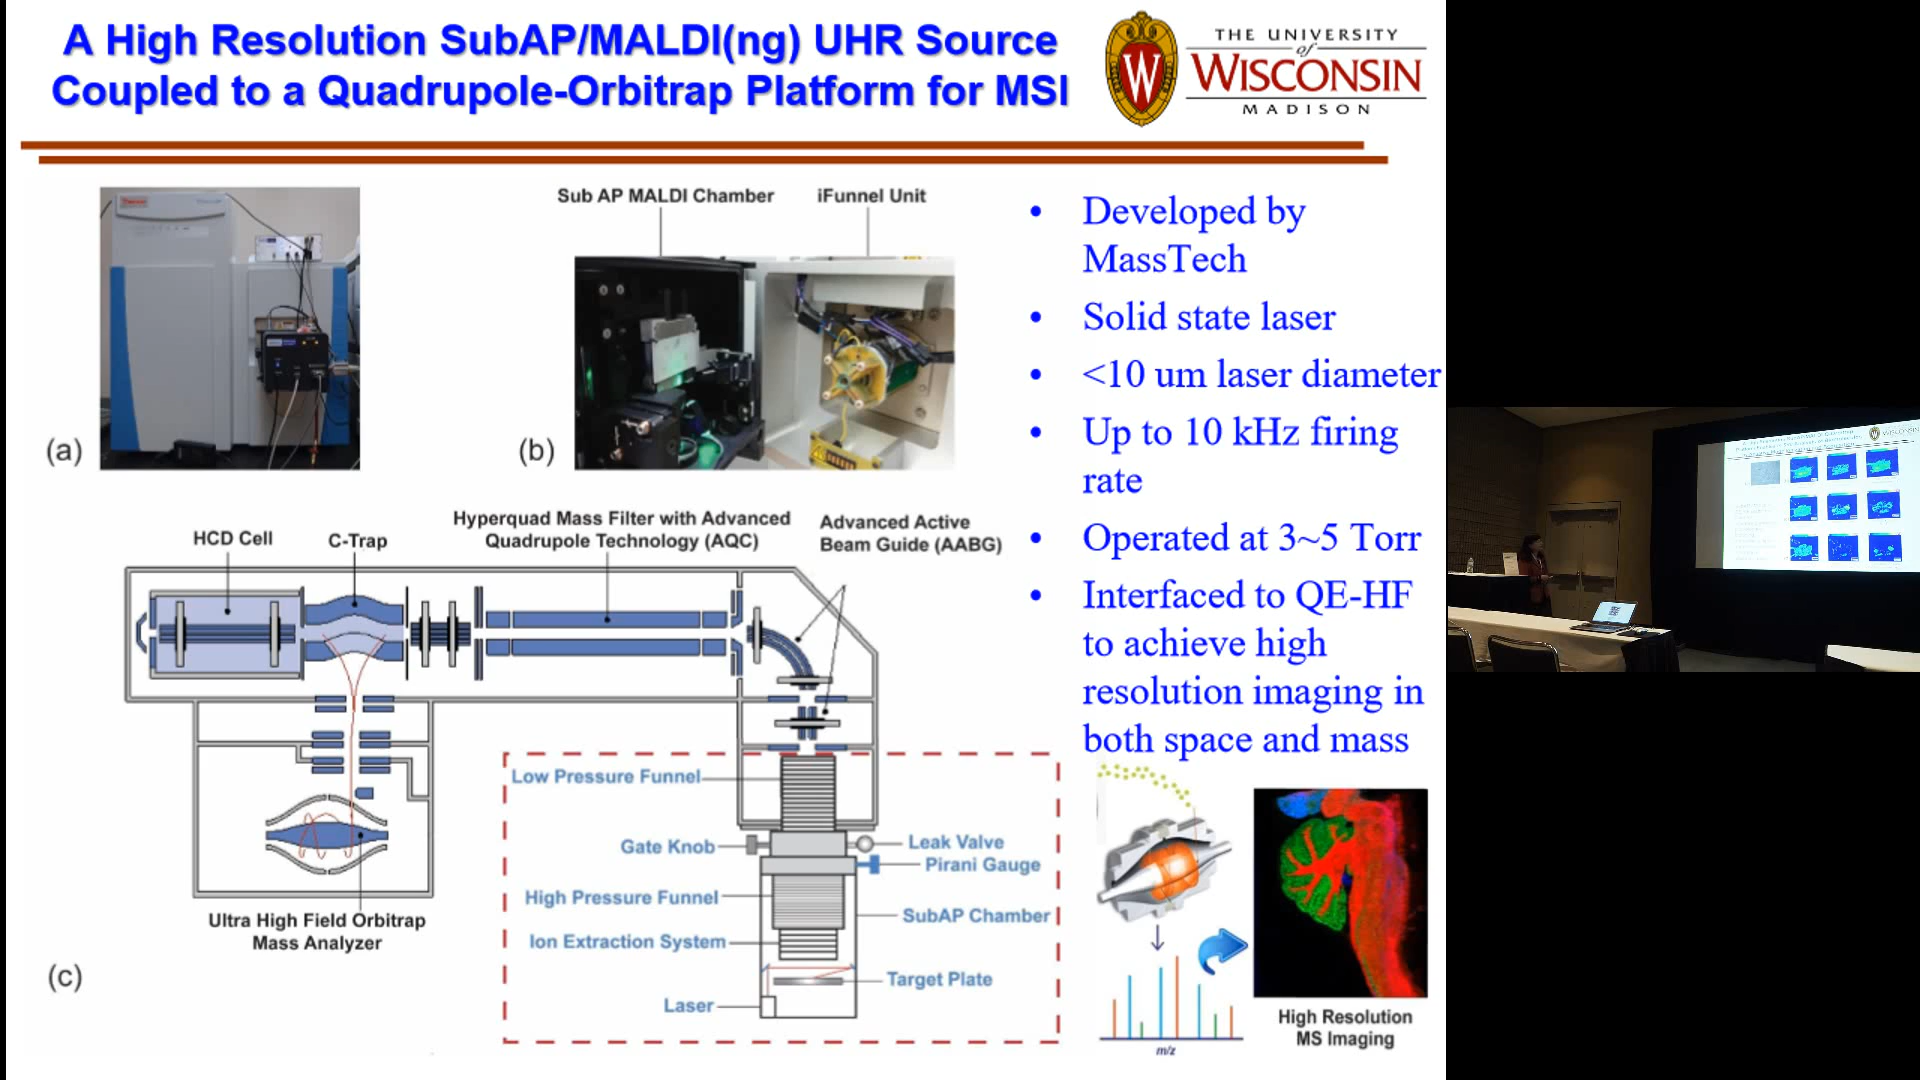 A High Resolution SubAP/MALDI(ng) UHR Source
Coupled to a Quadrupole-Orbitrap Platform for MSI
THE UNIVERSITY
of
WISCONSIN
MADISON
W
Sub AP MALDI Chamber
iFunnel Unit
(a)
(b)
• Developed by
MassTech
• Solid state laser
• <10 um laser diameter
• Up to 10 kHz firing
rate
• Operated at 3~5 Torr
• Interfaced to QE-HF
to achieve high
resolution imaging in
both space and mass
HCD Cell
C-Trap
Hyperquad Mass Filter with Advanced
Quadrupole Technology (AQC)
Advanced Active
Beam Guide (AABG)
Low Pressure Funnel
Gate Knob
Leak Valve
Pirani Gauge
High Pressure Funnel
SubAP Chamber
Ion Extraction System
Target Plate
Laser
Ultra High Field Orbitrap
Mass Analyzer
(c)
m/z
High Resolution
MS Imaging
WISCONSIN